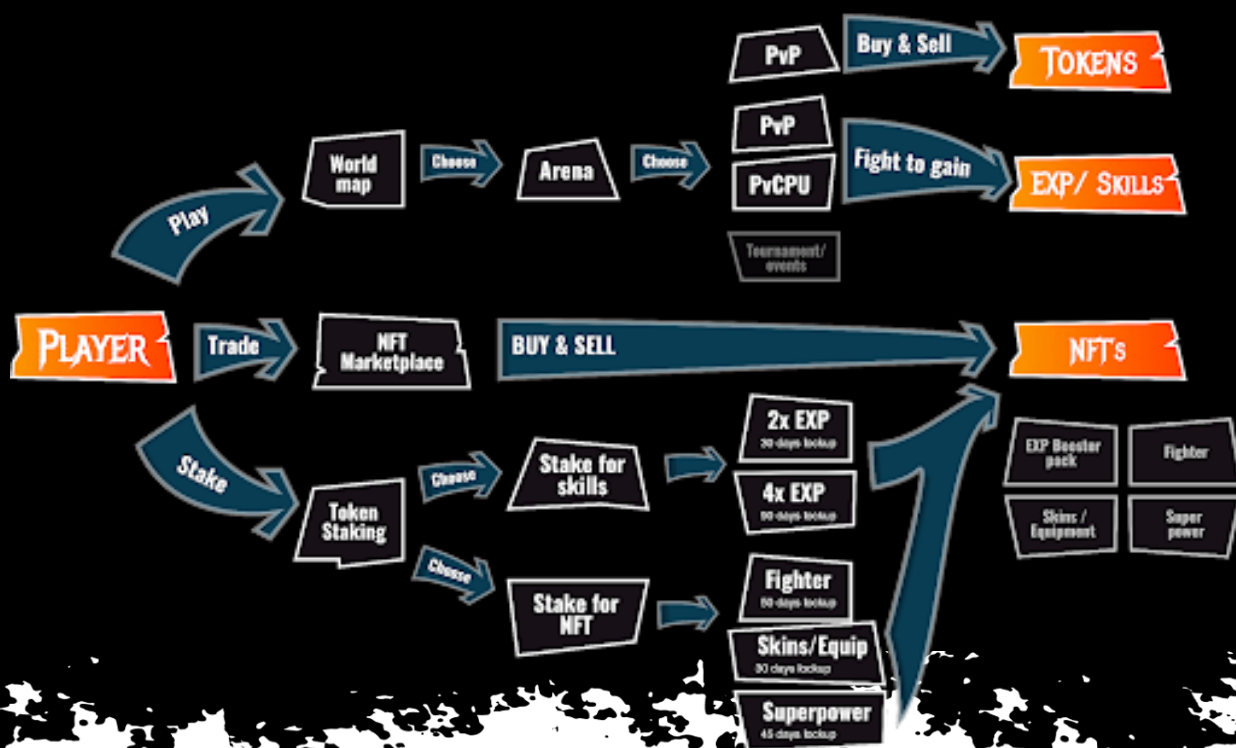 PvP
Buy & Sell
TOKENS
PvP
World
map
Choose
Arena
Choose
PvCPU
Fight to gain
EXP/ SKILLS
Play
Tournament/
events
PLAYER
Trade
NFT
Marketplace
BUY & SELL
NFT's
Stake
Token
Staking
Choose
Stake for
skills
2x EXP
30 days lockup
4x EXP
90 days lockup
EXP Booster
pack
Fighter
Skins /
Equipment
Super
power
Choose
Stake for
NFT
Fighter
days lockup
Skins/Equip
30 days lockup
Superpower
45 days lockup